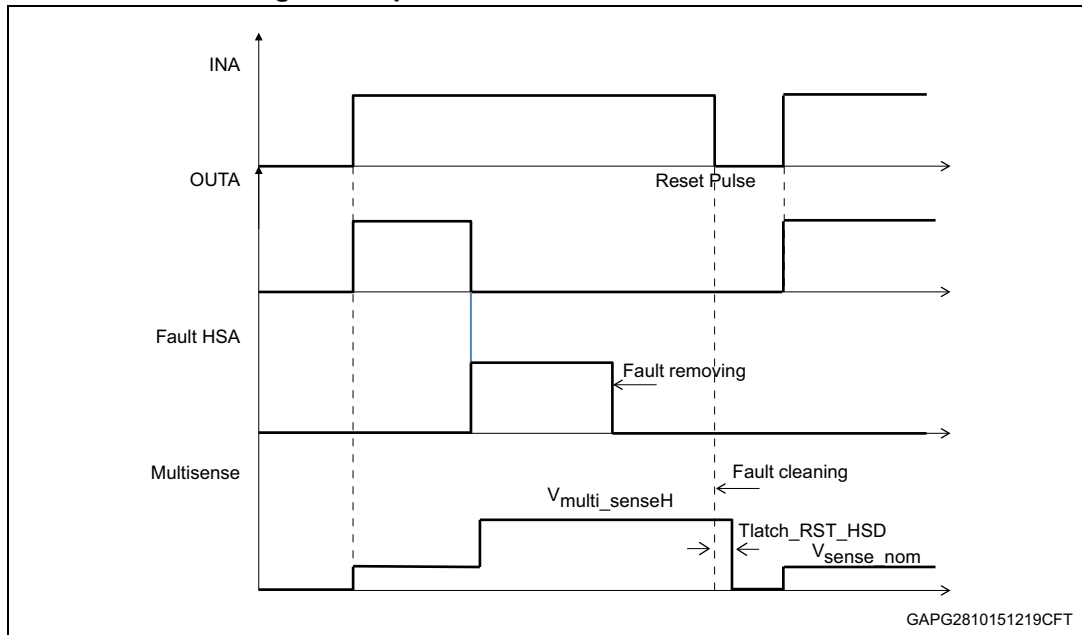 INA
OUTA
Reset Pulse
Fault HSA
Fault removing
Multisense
Fault cleaning
Vmulti_senseH
Tlatch_RST_HSD
Vsense_nom
GAPG2810151219CFT